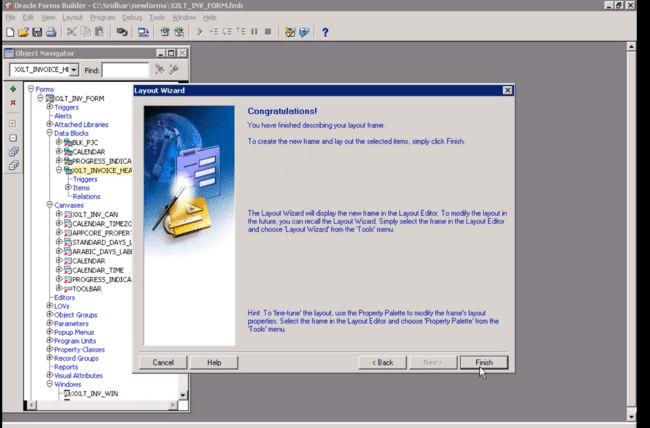 Oracle Forms Builder - C:\Sridhar\newforms\XXLT_INV_FORM.fmb
File Edit View Layout Program Debug Tools Window Help
Object Navigator
XXLT_INVOICE_HE Find:
Forms
XXLT_INV_FORM
Triggers
Alerts
Attached Libraries
Data Blocks
BLK_PJC
CALENDAR
PROGRESS_INDICA
XXLT_INVOICE_HEA
Triggers
Items
Relations
Canvases
XXLT_INV_CAN
CALENDAR_TIMEZO
APPCORE_PROPER
STANDARD_DAYS_L
ARABIC_DAYS_LABI
CALENDAR
CALENDAR_TIME
PROGRESS_INDICA
TOOLBAR
Editors
LOVs
Object Groups
Parameters
Popup Menus
Program Units
Property Classes
Record Groups
Reports
Visual Attributes
Windows
XXLT_INV_WIN
Layout Wizard
Congratulations!
You have finished describing your layout frame.
To create the new frame and lay out the selected items, simply click Finish.
The Layout Wizard will display the new frame in the Layout Editor. To modify the layout in
the future, you can recall the Layout Wizard. Simply select the frame in the Layout Editor
and choose 'Layout Wizard' from the 'Tools' menu.
Hint: To 'fine-tune' the layout, use the Property Palette to modify the frame's layout
properties. Select the frame in the Layout Editor and choose 'Property Palette' from the
'Tools' menu.
Cancel Help < Back Next > Finish